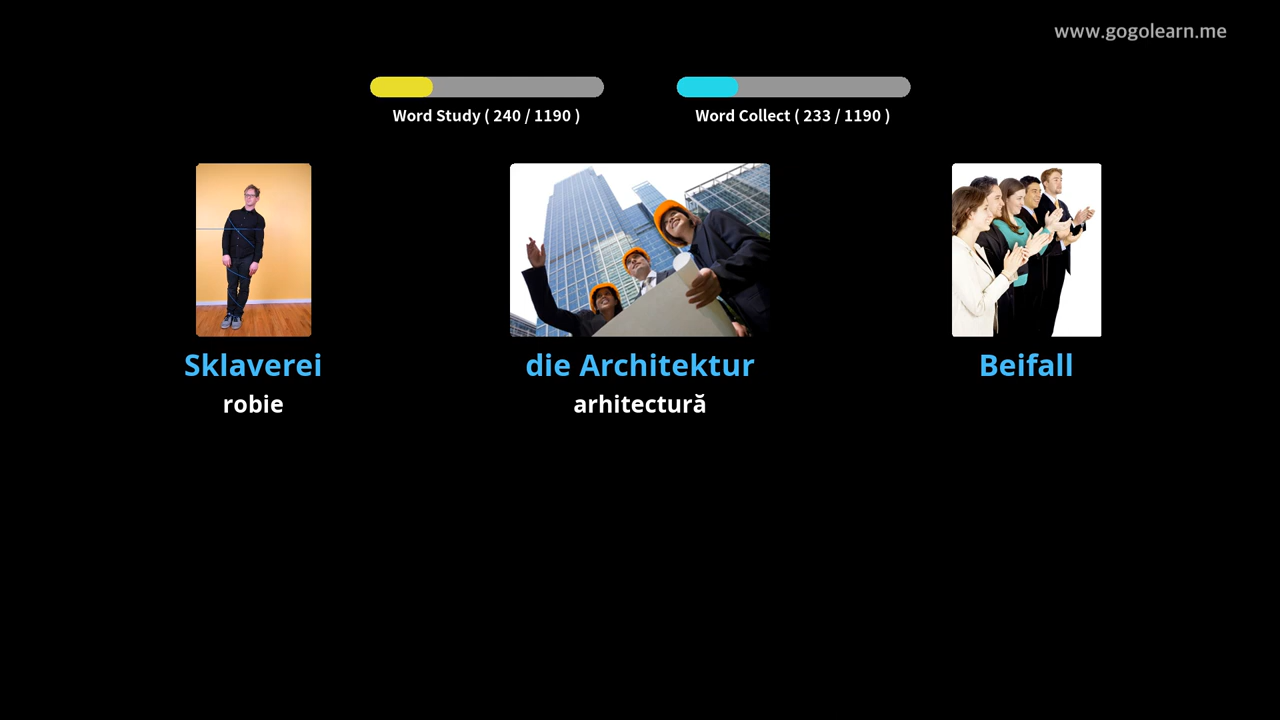 www.gogolearn.me
Word Study ( 240 / 1190 )
Word Collect ( 233 / 1190 )
Sklaverei
die Architektur
Beifall
robie
arhitectură